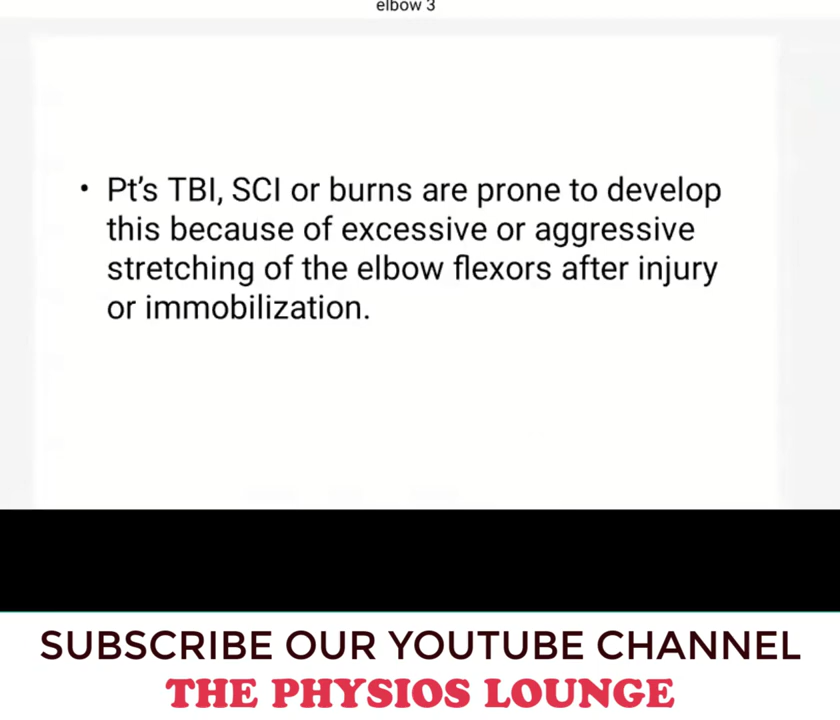 elbow 3
• Pt's TBI, SCI or burns are prone to develop
this because of excessive or aggressive
stretching of the elbow flexors after injury
or immobilization.
SUBSCRIBE OUR YOUTUBE CHANNEL
THE PHYSIOS LOUNGE